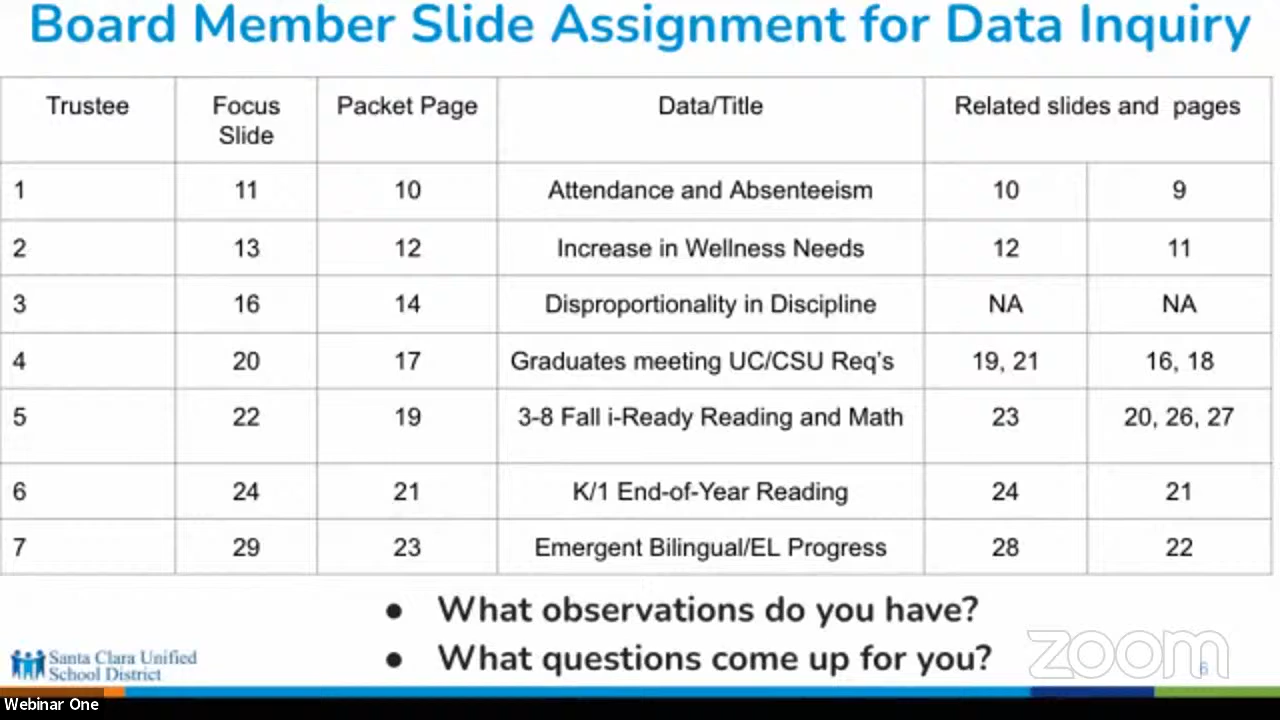 Board Member Slide Assignment for Data Inquiry
Trustee Focus Slide Packet Page Data/Title Related slides and pages
1 11 10 Attendance and Absenteeism 10 9
2 13 12 Increase in Wellness Needs 12 11
3 16 14 Disproportionality in Discipline NA NA
4 20 17 Graduates meeting UC/CSU Req's 19, 21 16, 18
5 22 19 3-8 Fall i-Ready Reading and Math 23 20, 26, 27
6 24 21 K/1 End-of-Year Reading 24 21
7 29 23 Emergent Bilingual/EL Progress 28 22
● What observations do you have?
● What questions come up for you?
Santa Clara Unified
School District
zoom
6
Webinar One